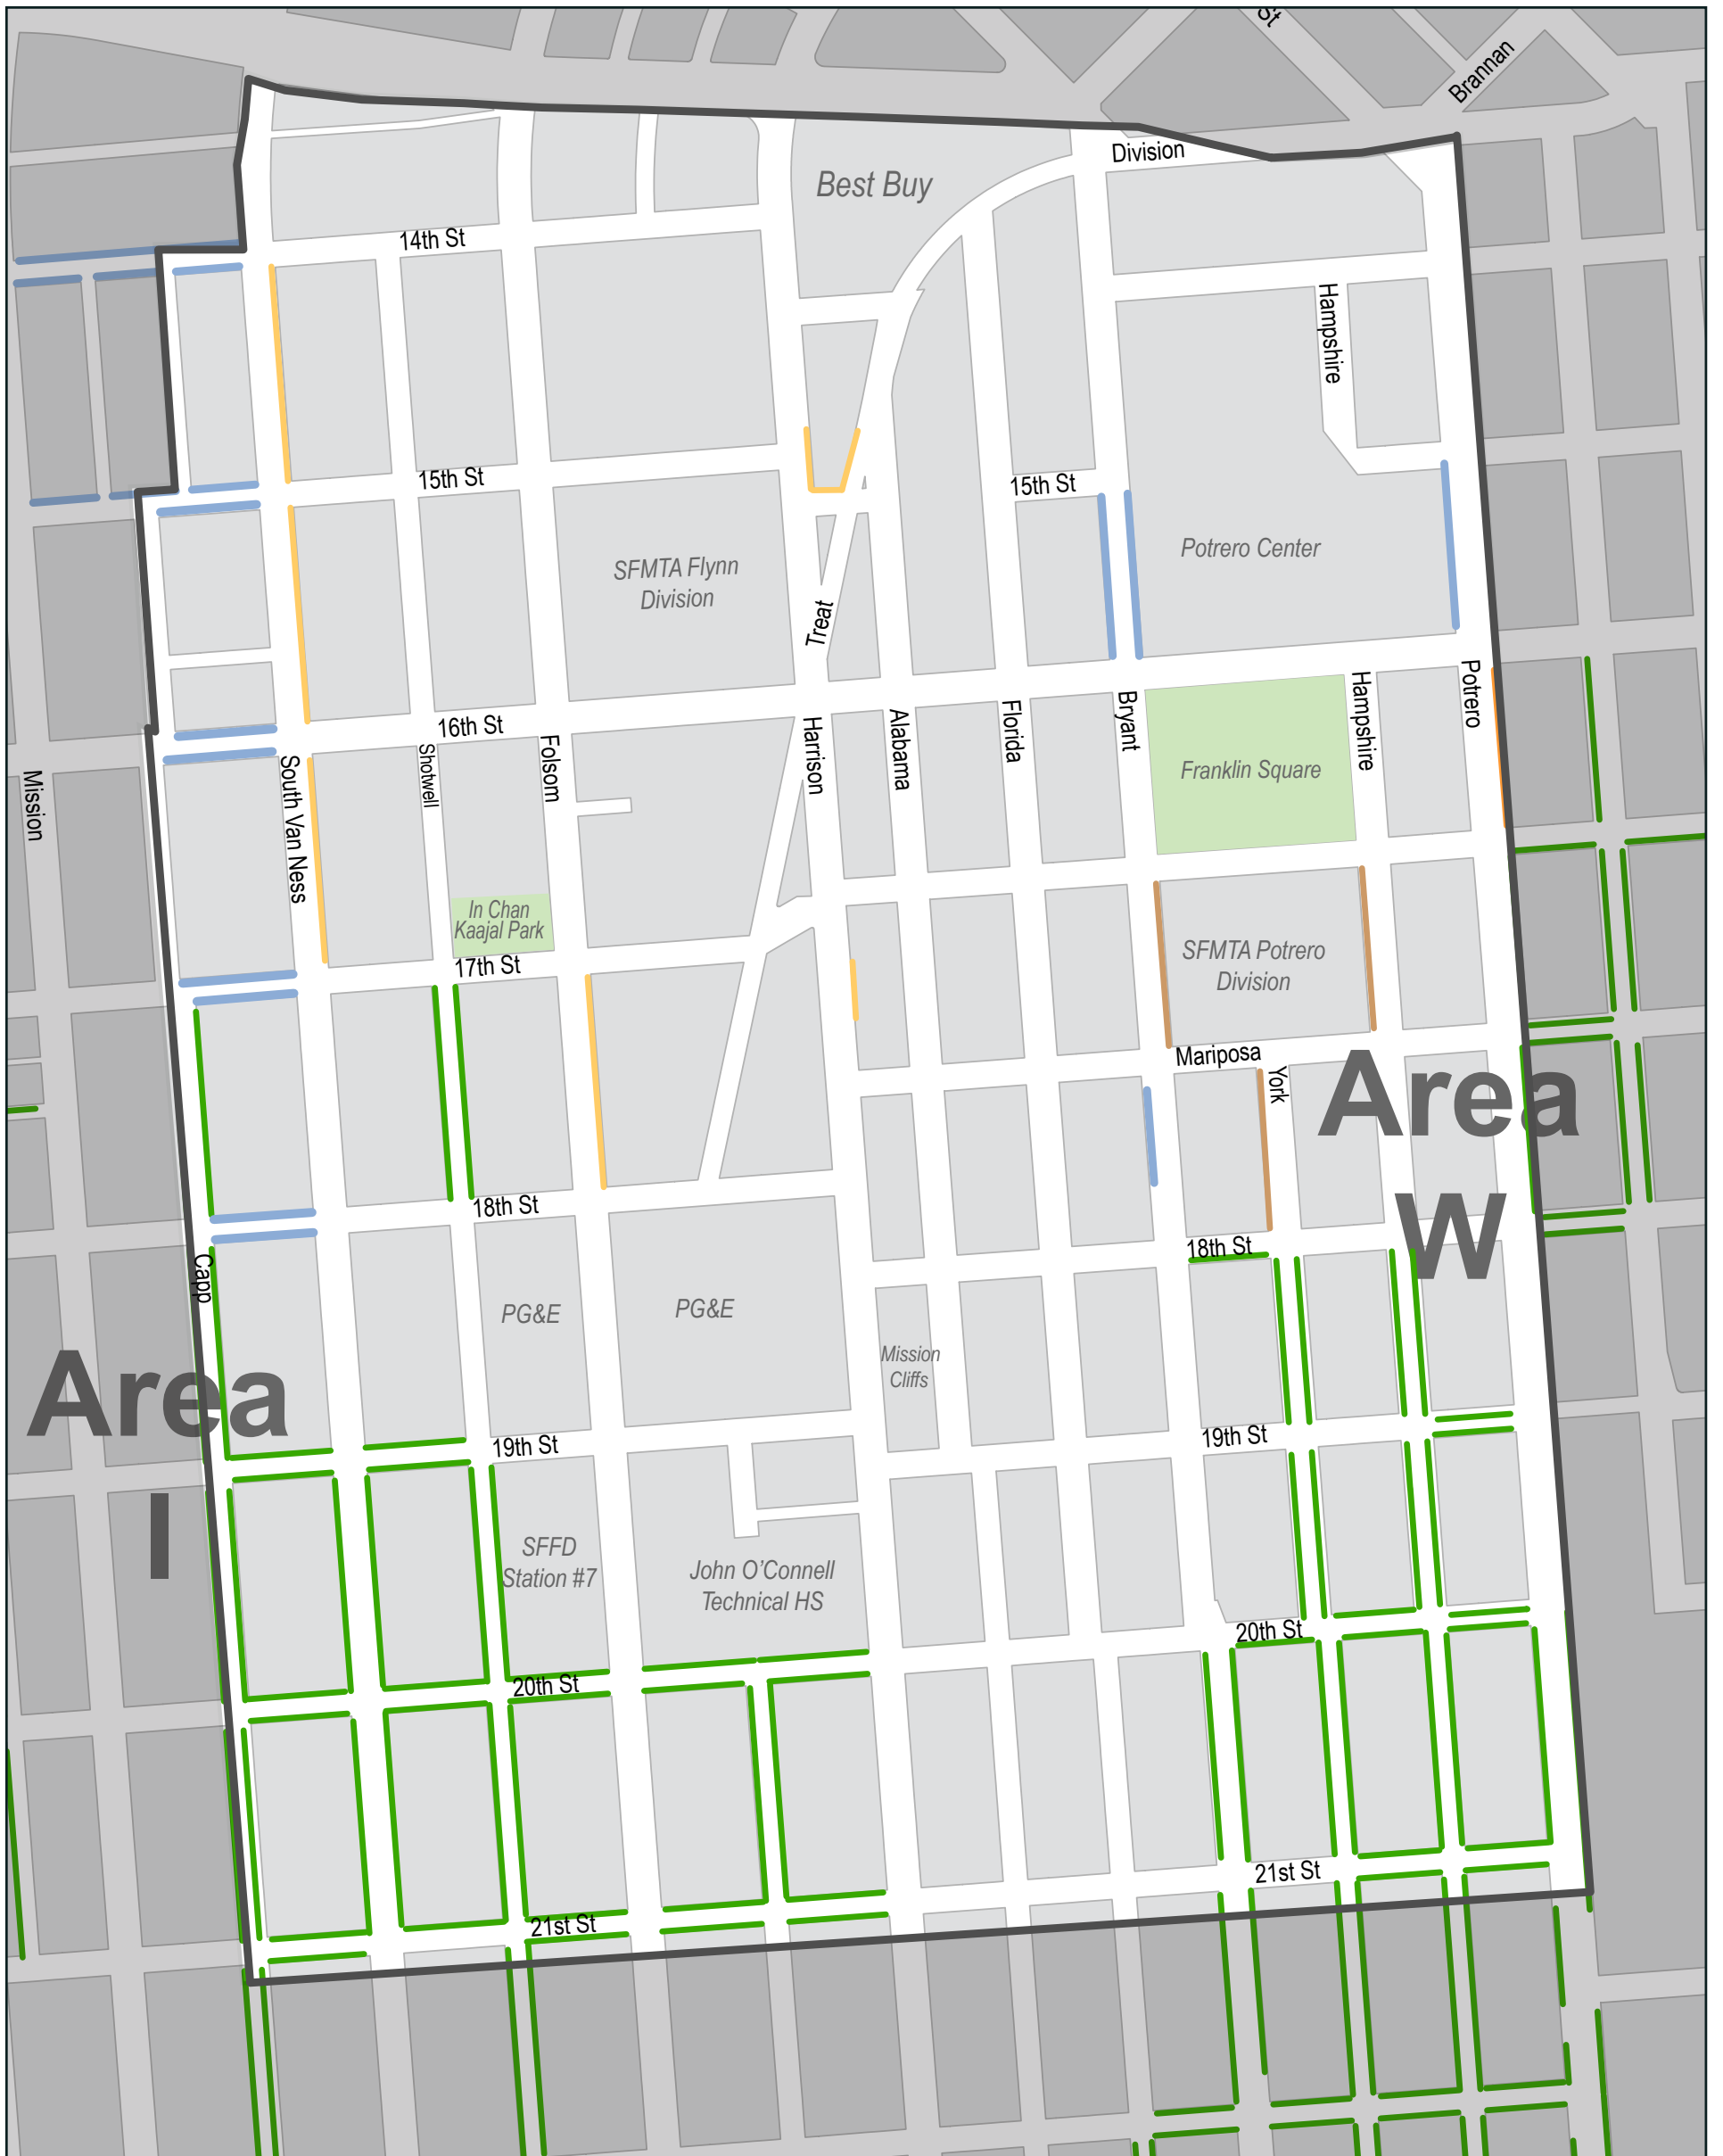 St
Brannan
Division
Best Buy
14th St
Hampshire
15th St
15th St
Potrero Center
SFMTA Flynn
Division
Treat
Potrero
Hampshire
Bryant
Florida
Alabama
Harrison
16th St
Folsom
Shotwell
South Van Ness
Mission
Franklin Square
In Chan
Kaajal Park
17th St
SFMTA Potrero
Division
Mariposa
York
Area
W
18th St
18th St
Capp
PG&E
PG&E
Mission
Cliffs
Area
I
19th St
19th St
SFFD
Station #7
John O'Connell
Technical HS
20th St
20th St
21st St
21st St